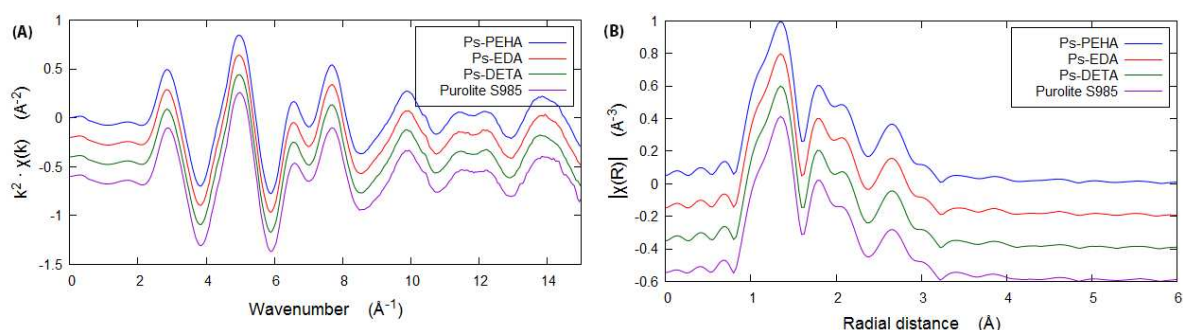 (A)
Ps-PEHA
Ps-EDA
Ps-DETA
Purolite S985
1
0.5
0
-0.5
-1
-1.5
0 2 4 6 8 10 12 14
K² · χ(k) (Å⁻²)
Wavenumber (Å⁻¹)
(B)
Ps-PEHA
Ps-EDA
Ps-DETA
Purolite S985
1
0.8
0.6
0.4
0.2
0
-0.2
-0.4
-0.6
0 1 2 3 4 5 6
|χ(R)| (Å⁻³)
Radial distance (Å)